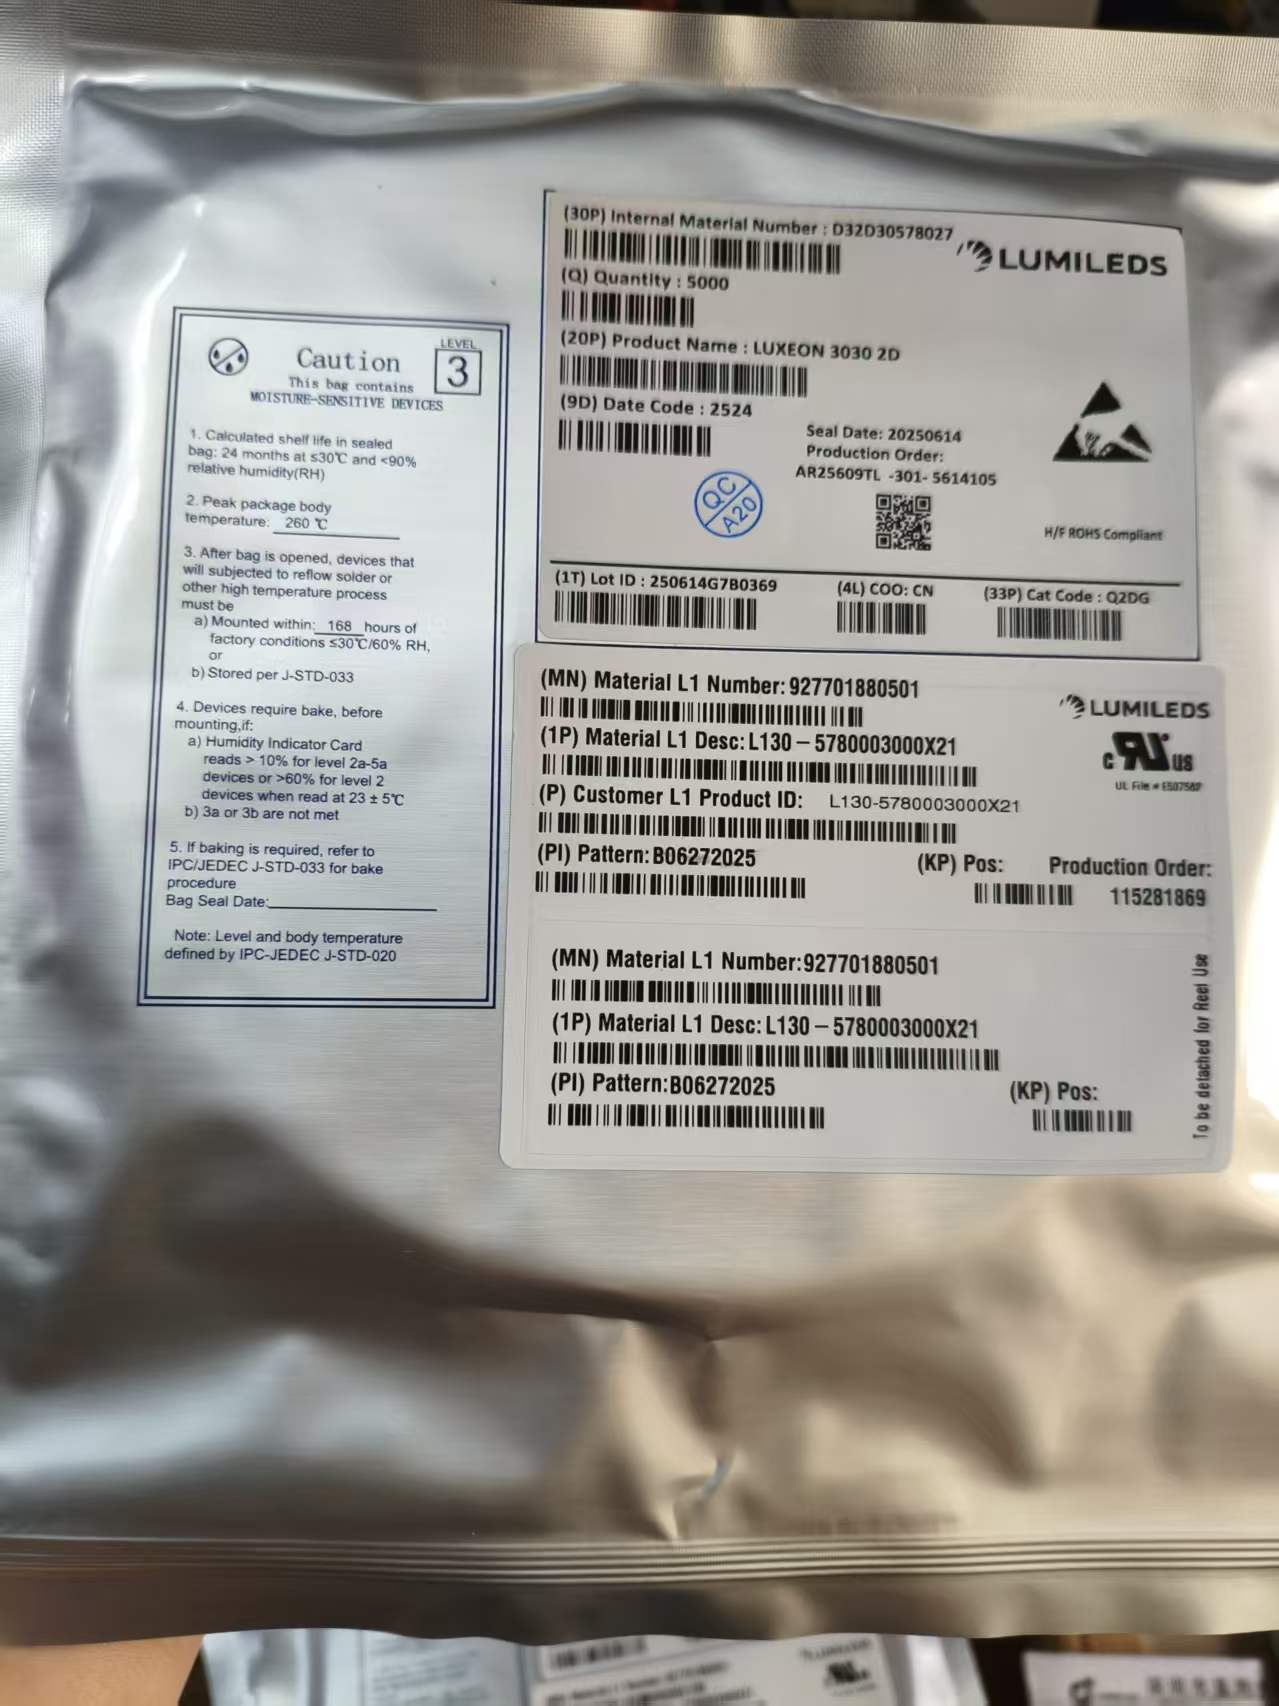 LEVEL
3
Caution
This bag contains
MOISTURE-SENSITIVE DEVICES
1. Calculated shelf life in sealed
bag: 24 months at ≤30℃ and <90%
relative humidity(RH)
2. Peak package body
temperature: 260 ℃
3. After bag is opened, devices that
will subjected to reflow solder or
other high temperature process
must be
a) Mounted within: 168 hours of
factory conditions ≤30℃/60% RH,
or
b) Stored per J-STD-033
4. Devices require bake, before
mounting,if:
a) Humidity Indicator Card
reads > 10% for level 2a-5a
devices or >60% for level 2
devices when read at 23 ± 5℃
b) 3a or 3b are not met
5. If baking is required, refer to
IPC/JEDEC J-STD-033 for bake
procedure
Bag Seal Date:
Note: Level and body temperature
defined by IPC-JEDEC J-STD-020
(30P) Internal Material Number : D32D30578027
LUMILEDS
(Q) Quantity : 5000
(20P) Product Name : LUXEON 3030 2D
(9D) Date Code : 2524
Seal Date: 20250614
Production Order:
AR25609TL -301- 5614105
QC
A20
H/F ROHS Compliant
(1T) Lot ID : 250614G7B0369
(4L) COO: CN
(33P) Cat Code : Q2DG
(MN) Material L1 Number: 927701880501
LUMILEDS
(1P) Material L1 Desc: L130 – 5780003000X21
c RU us
UL File #
(P) Customer L1 Product ID: L130-5780003000X21
(PI) Pattern: B06272025
(KP) Pos:
Production Order:
115281869
(MN) Material L1 Number: 927701880501
(1P) Material L1 Desc: L130 – 5780003000X21
(PI) Pattern:B06272025
(KP) Pos:
To be detached for Reel Use